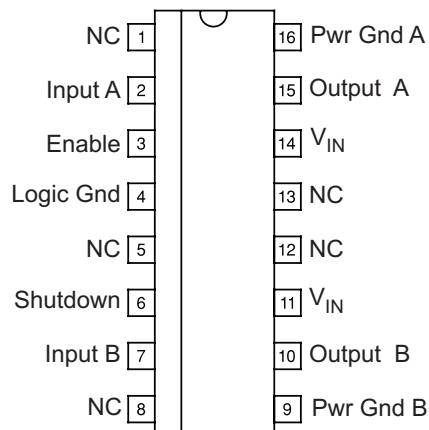 NC 1 16 Pwr Gnd A
Input A 2 15 Output A
Enable 3 14 VIN
Logic Gnd 4 13 NC
NC 5 12 NC
Shutdown 6 11 VIN
Input B 7 10 Output B
NC 8 9 Pwr Gnd B